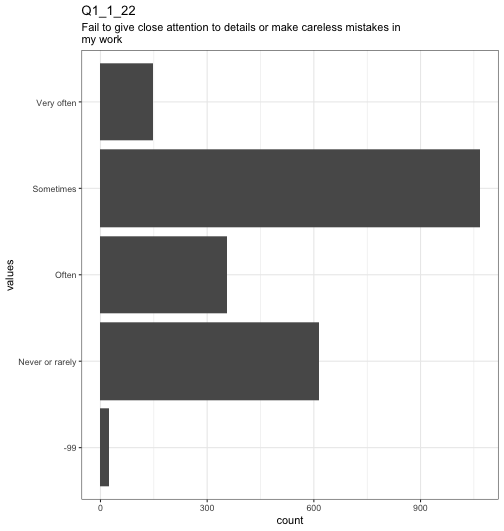 Q1_1_22
Fail to give close attention to details or make careless mistakes in
my work
Very often
Sometimes
Often
Never or rarely
-99
values
0 300 600 900
count